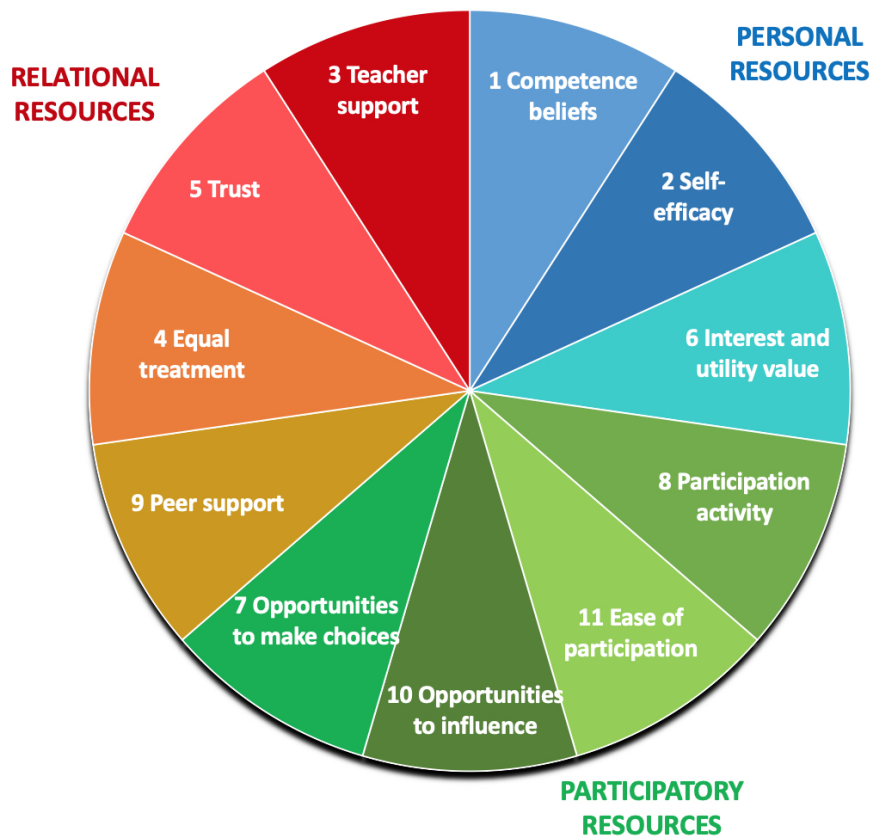 PERSONAL
RESOURCES
RELATIONAL
RESOURCES
3 Teacher
support
1 Competence
beliefs
5 Trust
2 Self-
efficacy
4 Equal
treatment
6 Interest and
utility value
9 Peer support
8 Participation
activity
7 Opportunities
to make choices
11 Ease of
participation
10 Opportunities
to influence
PARTICIPATORY
RESOURCES